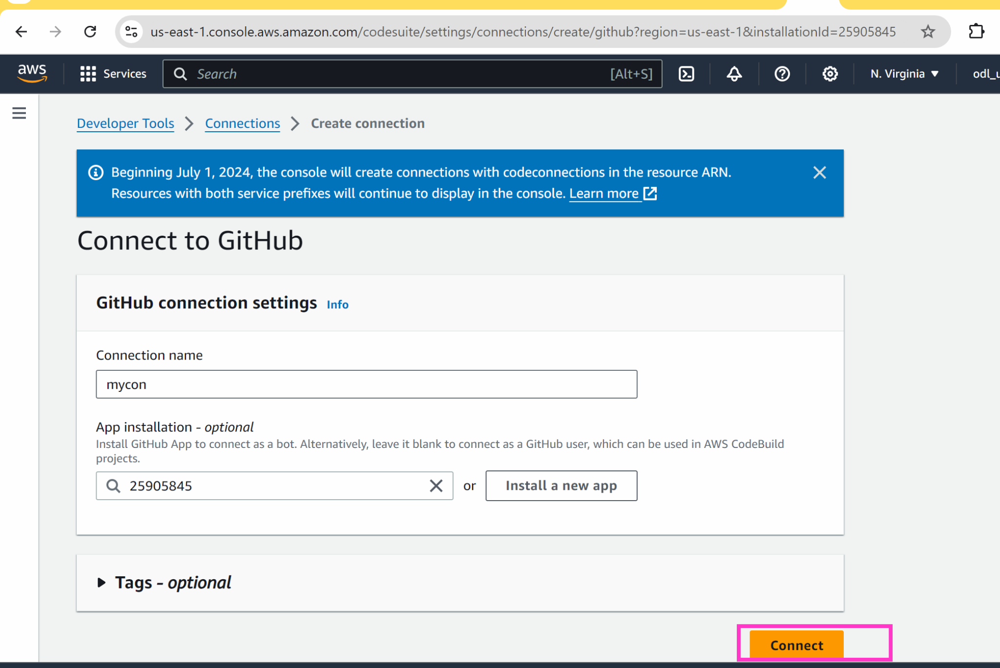 us-east-1.console.aws.amazon.com/codesuite/settings/connections/create/github?region=us-east-1&installationId=25905845
aws
Services
Search
[Alt+S]
N. Virginia
odl_u
Developer Tools
Connections
Create connection
Beginning July 1, 2024, the console will create connections with codeconnections in the resource ARN.
Resources with both service prefixes will continue to display in the console. Learn more
Connect to GitHub
GitHub connection settings Info
Connection name
mycon
App installation - optional
Install GitHub App to connect as a bot. Alternatively, leave it blank to connect as a GitHub user, which can be used in AWS CodeBuild
projects.
25905845
or
Install a new app
Tags - optional
Connect